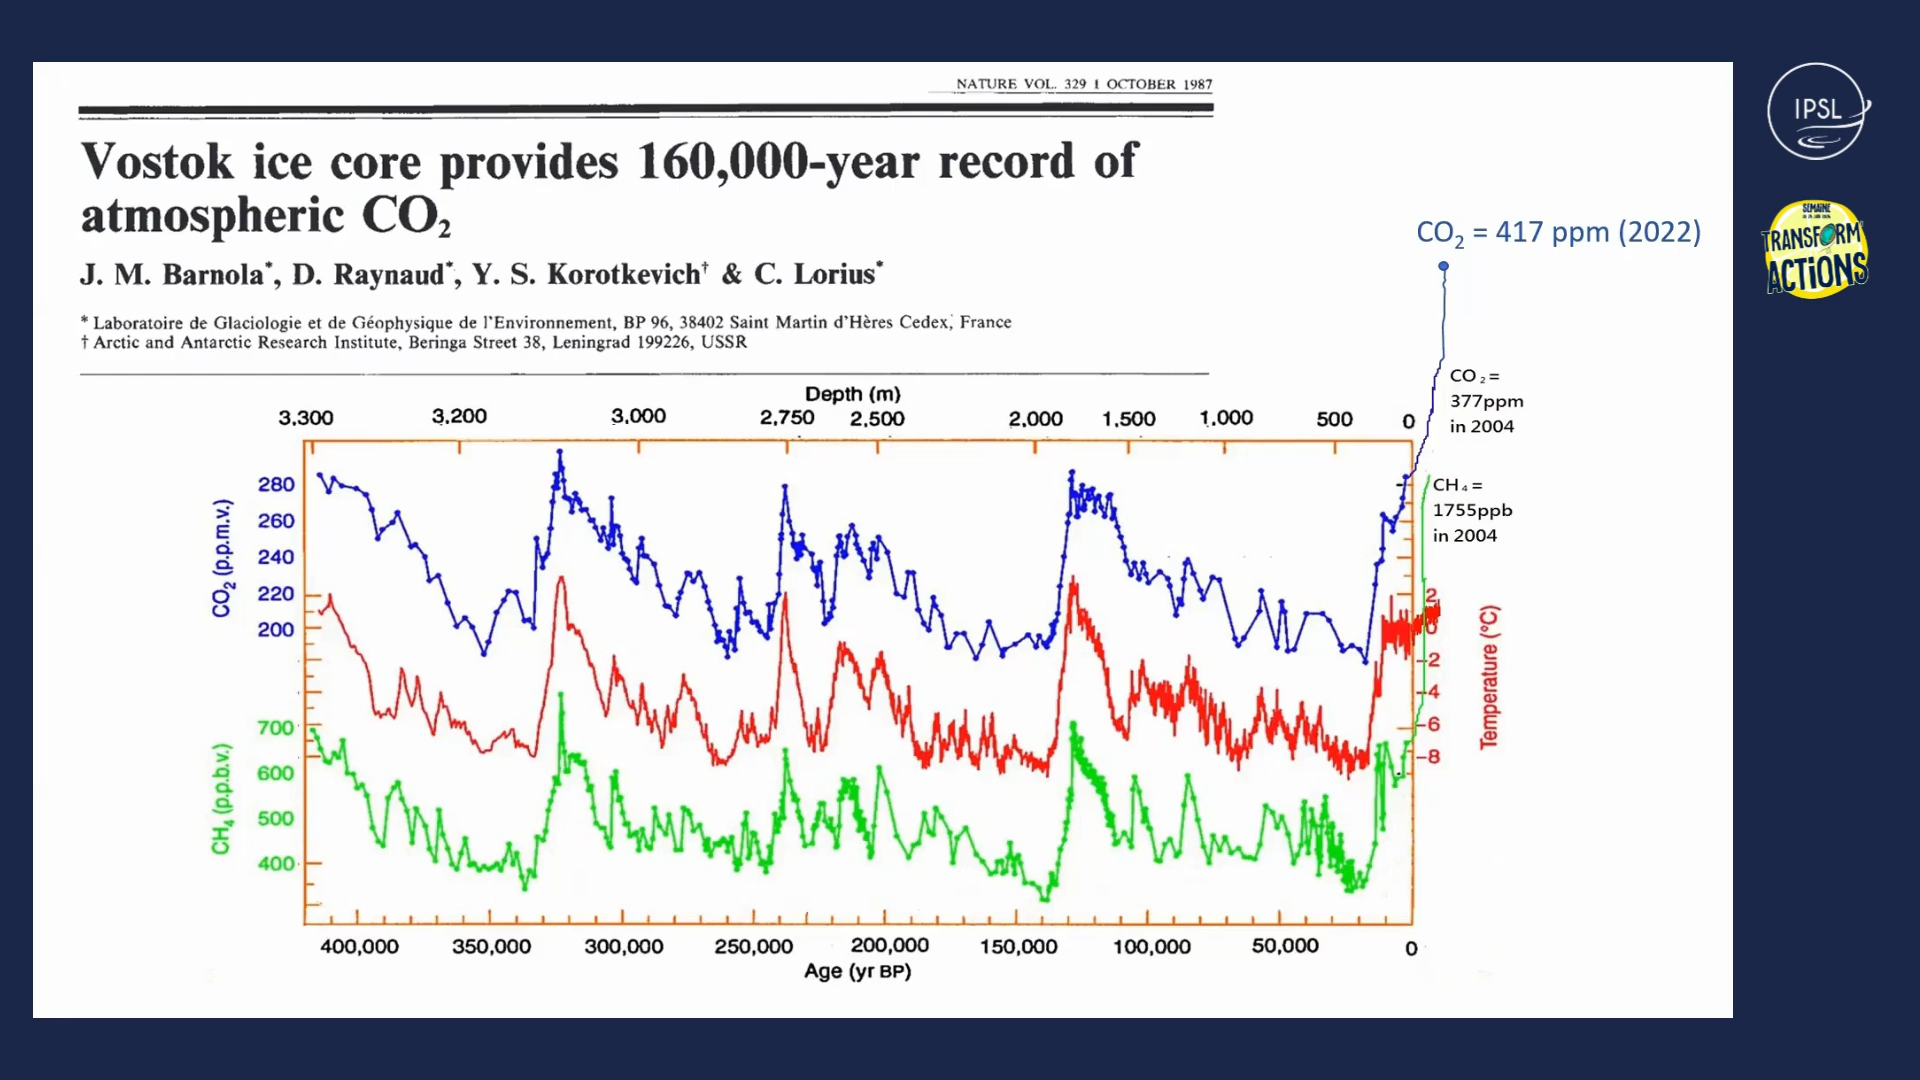 NATURE VOL. 329 1 OCTOBER 1987
Vostok ice core provides 160,000-year record of
atmospheric CO₂
J. M. Barnola*, D. Raynaud*, Y. S. Korotkevich† & C. Lorius*
* Laboratoire de Glaciologie et de Géophysique de l'Environnement, BP 96, 38402 Saint Martin d'Hères Cedex, France
† Arctic and Antarctic Research Institute, Beringa Street 38, Leningrad 199226, USSR
IPSL
SEMAINE
TRANSFORM'
ACTIONS
CO₂ = 417 ppm (2022)
CO₂ =
377ppm
in 2004
CH₄ =
1755ppb
in 2004
Depth (m)
3,300 3,200 3,000 2,750 2,500 2,000 1,500 1,000 500 0
CO₂ (p.p.m.v.)
280
260
240
220
200
CH₄ (p.p.b.v.)
700
600
500
400
Temperature (°C)
2
0
-2
-4
-6
-8
400,000 350,000 300,000 250,000 200,000 150,000 100,000 50,000 0
Age (yr BP)